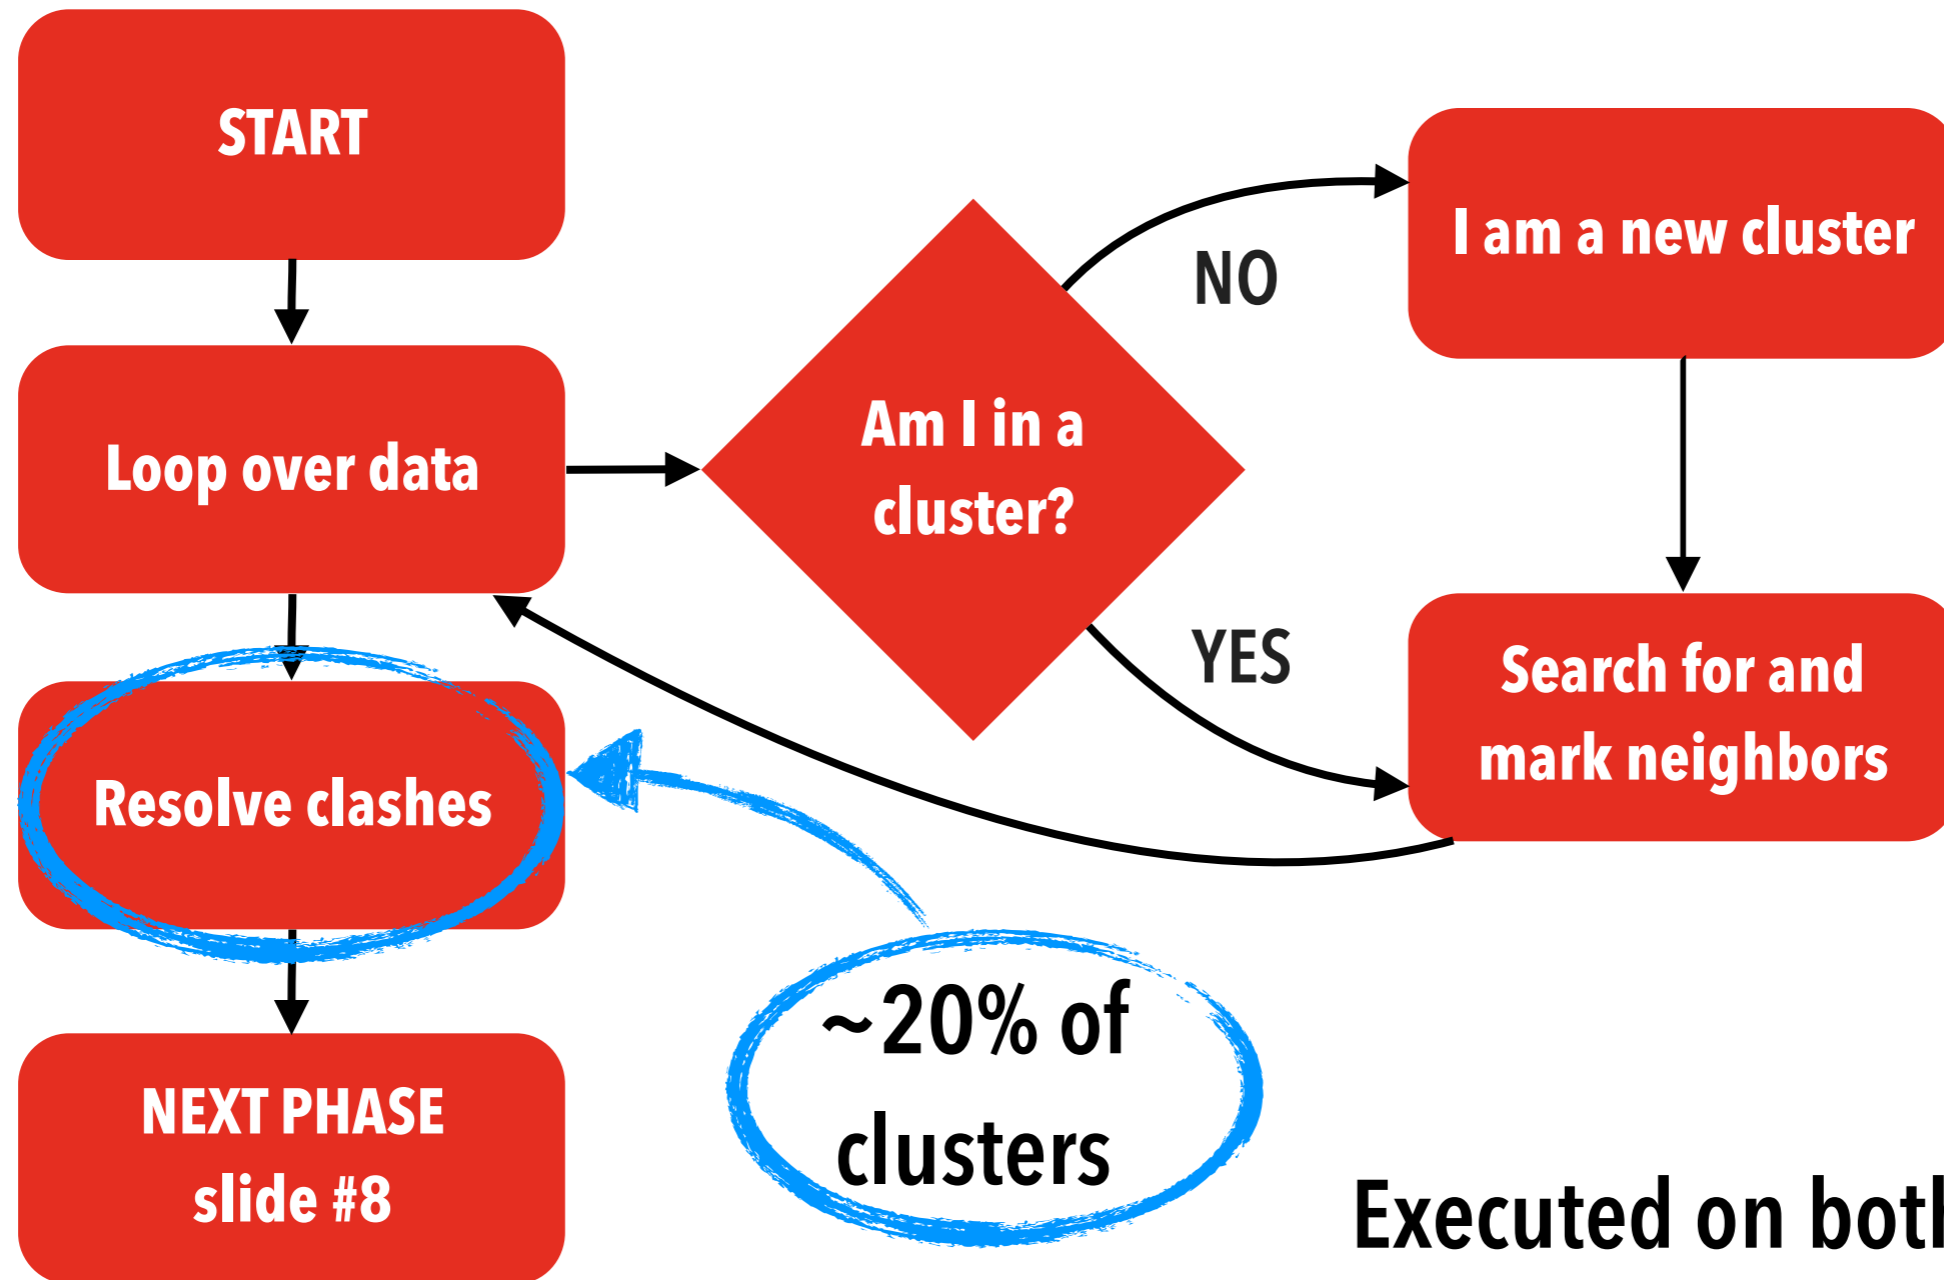 START
Loop over data
Resolve clashes
NEXT PHASE
slide #8
Am I in a
cluster?
NO
YES
I am a new cluster
Search for and
mark neighbors
~20% of
clusters
Executed on both